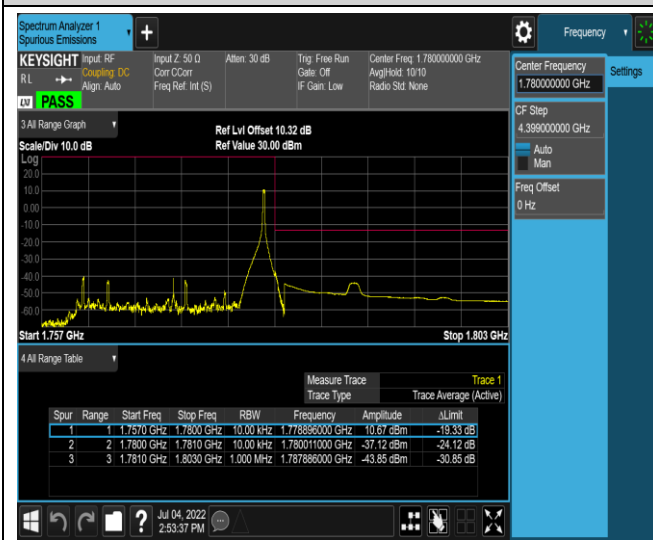 Spectrum Analyzer 1
Spurious Emissions
Frequency
KEYSIGHT
RL
Input: RF
Coupling: DC
Align: Auto
Input Z: 50 Ω
Corr CCorr
Freq Ref: Int (S)
Atten: 30 dB
Trig: Free Run
Gate: Off
IF Gain: Low
Center Freq: 1.780000000 GHz
Avg|Hold: 10/10
Radio Std: None
LXI PASS
Center Frequency
1.780000000 GHz
Settings
CF Step
4.399000000 GHz
Auto
Man
Freq Offset
0 Hz
3 All Range Graph
Scale/Div 10.0 dB
Ref Lvl Offset 10.32 dB
Ref Value 30.00 dBm
Log
20.0
10.0
0.00
-10.0
-20.0
-30.0
-40.0
-50.0
-60.0
Start 1.757 GHz
Stop 1.803 GHz
4 All Range Table
Measure Trace Trace 1
Trace Type Trace Average (Active)
Spur Range Start Freq Stop Freq RBW Frequency Amplitude ΔLimit
1 1 1.7570 GHz 1.7800 GHz 10.00 kHz 1.778896000 GHz 10.67 dBm -19.33 dB
2 2 1.7800 GHz 1.7810 GHz 10.00 kHz 1.780011000 GHz -37.12 dBm -24.12 dB
3 3 1.7810 GHz 1.8030 GHz 1.000 MHz 1.787886000 GHz -43.85 dBm -30.85 dB
Jul 04, 2022
2:53:37 PM